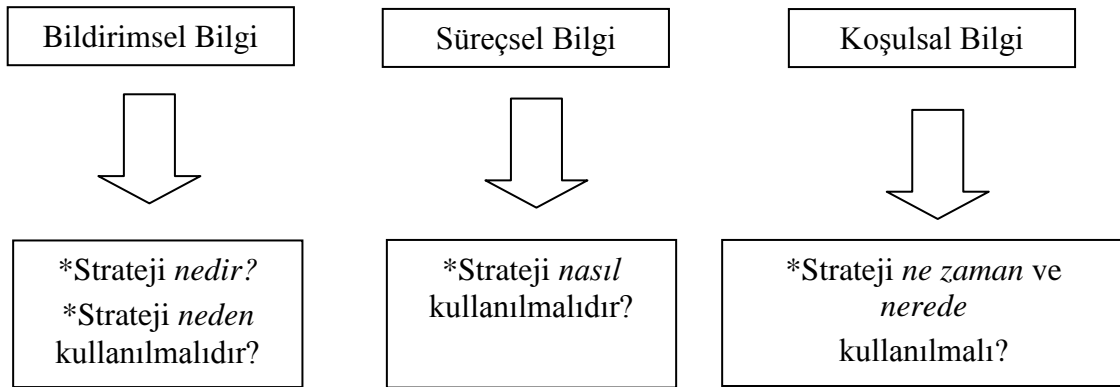 Bildirimsel Bilgi
Süreçsel Bilgi
Koşulsal Bilgi
*Strateji nedir?
*Strateji neden
kullanılmalıdır?
*Strateji nasıl
kullanılmalıdır?
*Strateji ne zaman ve
nerede
kullanılmalı?